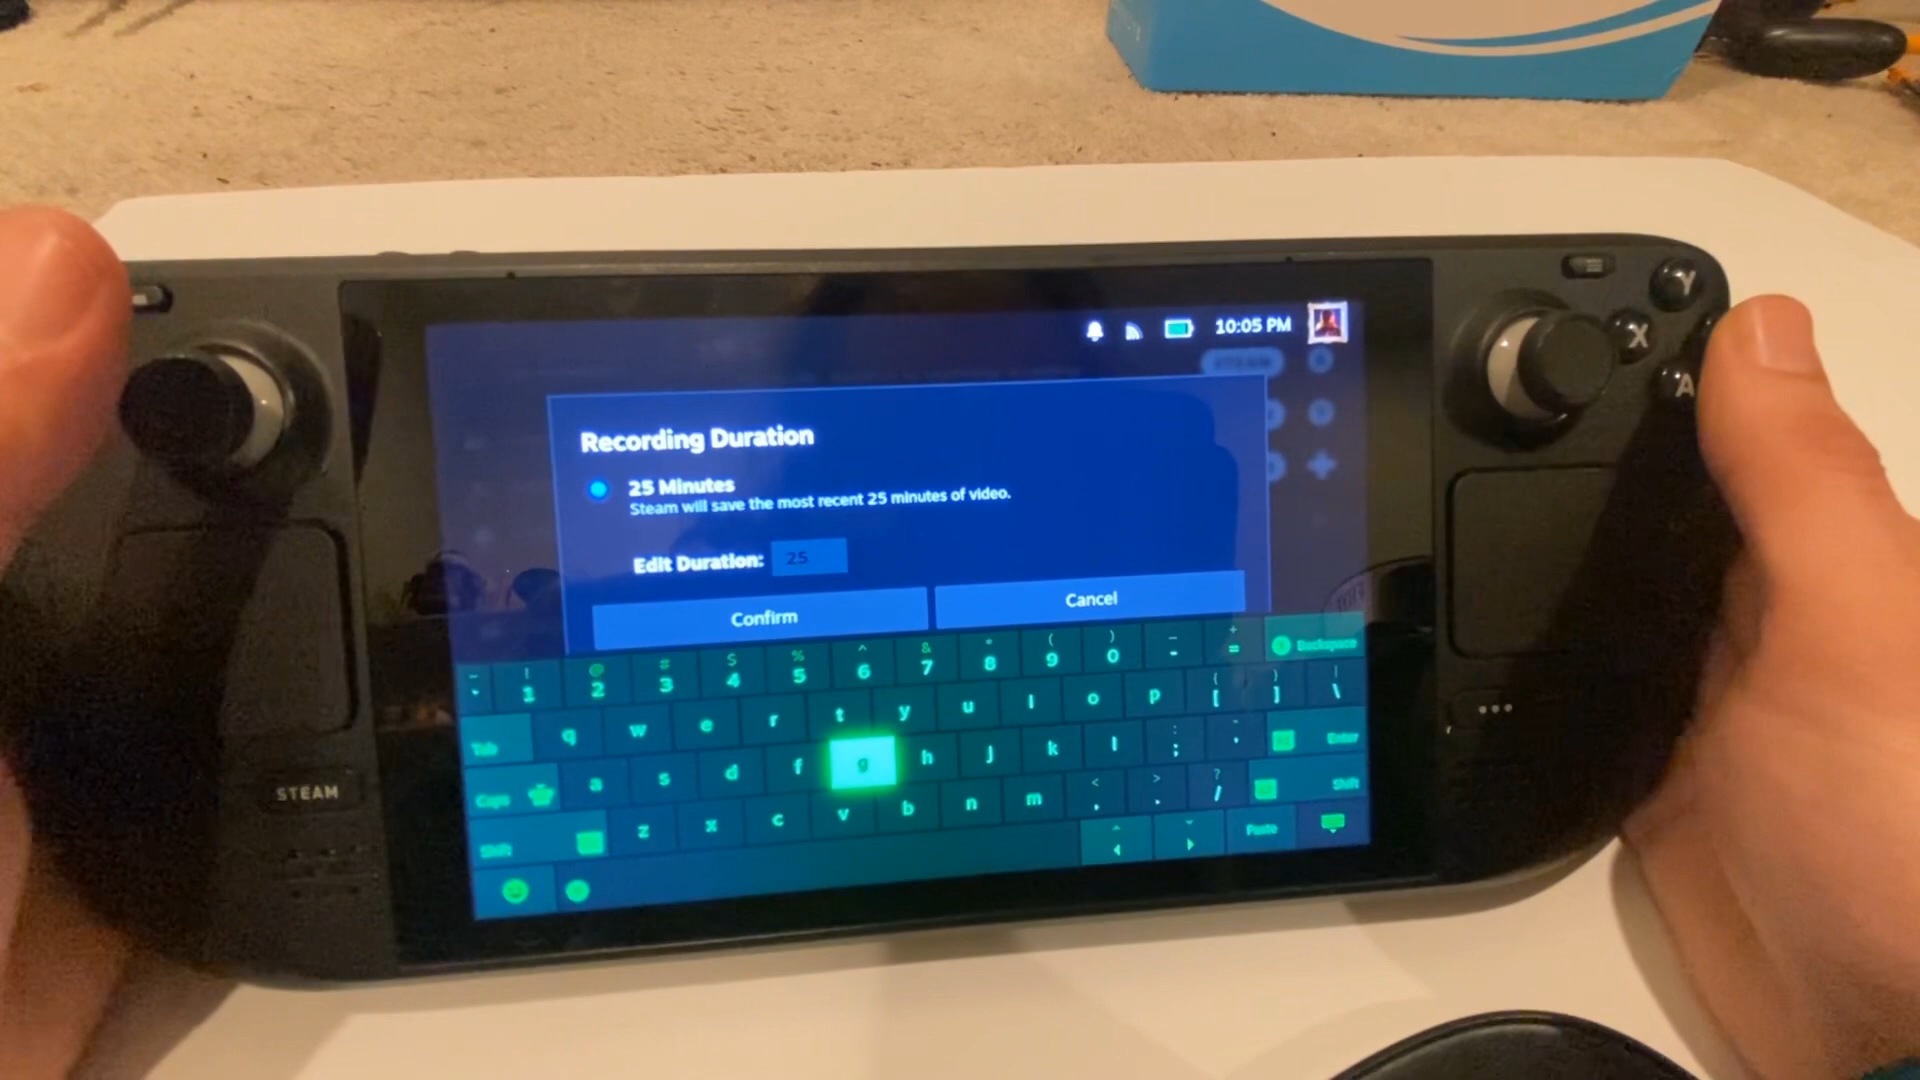 10:05 PM
Recording Duration
25 Minutes
Steam will save the most recent 25 minutes of video.
Edit Duration: 25
Confirm Cancel
! @ # $ % ^ & * ( ) - +
1 2 3 4 5 6 7 8 9 0 - = Backspace
Tab q w e r t y u i o p [ ] \
Caps a s d f g h j k l ; Enter
Shift z x c v b n m , . / Shift
Paste
STEAM
Y
X
A